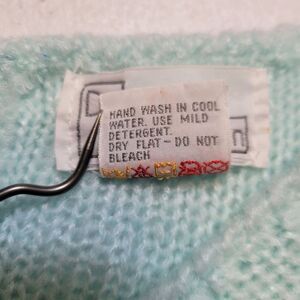 HAND WASH IN COOL
WATER. USE MILD
DETERGENT.
DRY FLAT - DO NOT
BLEACH